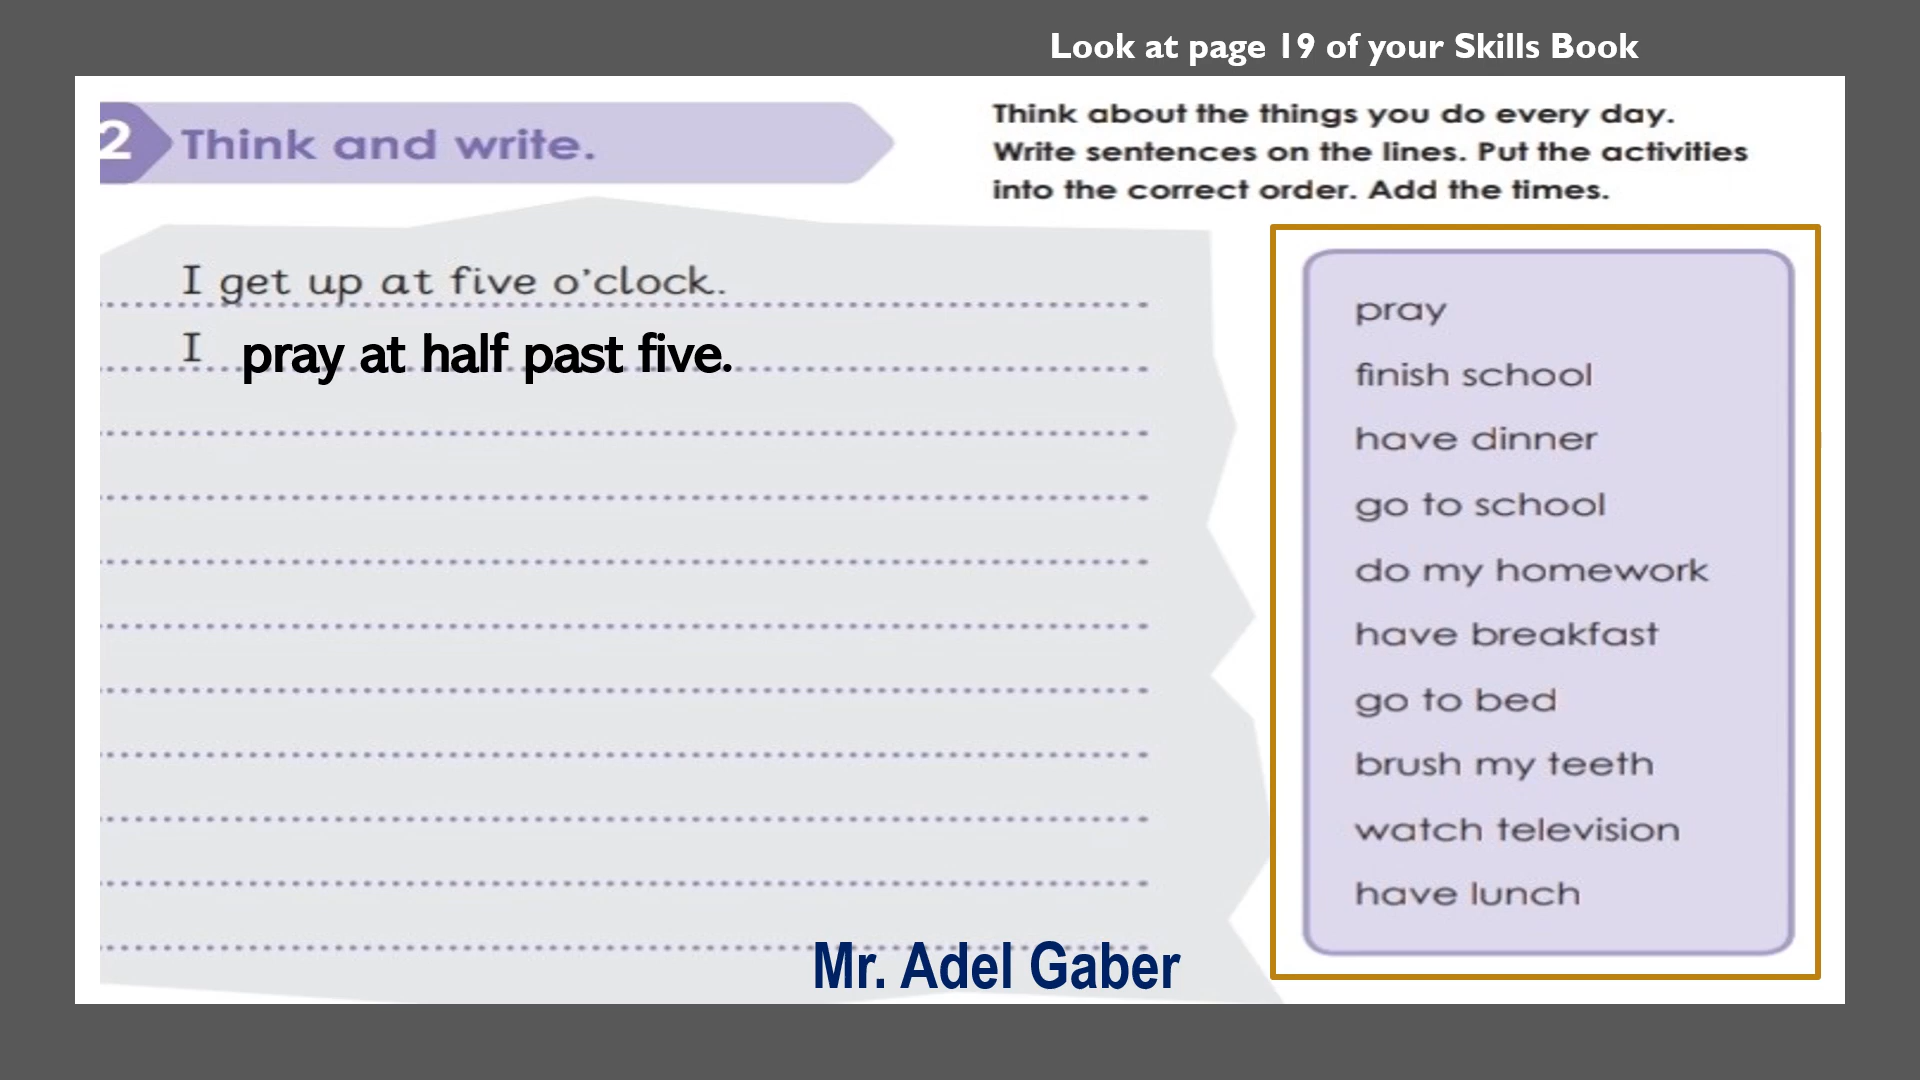 Look at page 19 of your Skills Book
2 Think and write.
Think about the things you do every day.
Write sentences on the lines. Put the activities
into the correct order. Add the times.
I get up at five o'clock.
I pray at half past five.
pray
finish school
have dinner
go to school
do my homework
have breakfast
go to bed
brush my teeth
watch television
have lunch
Mr. Adel Gaber